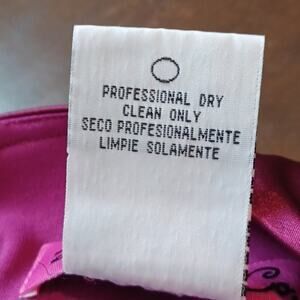 PROFESSIONAL DRY
CLEAN ONLY
SECO PROFESIONALMENTE
LIMPIE SOLAMENTE